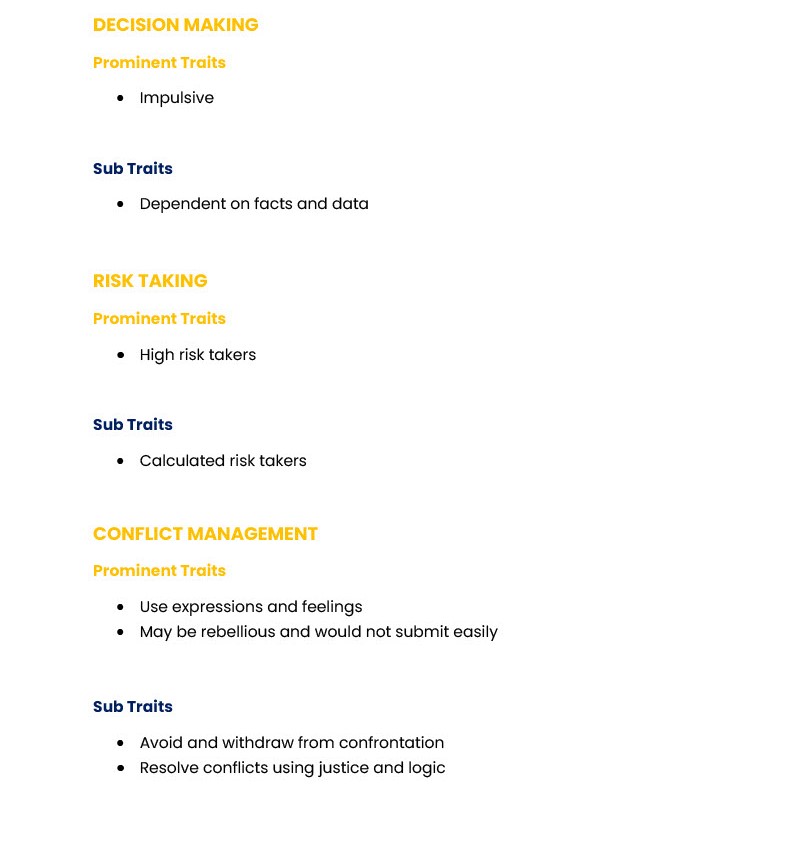 DECISION MAKING
Prominent Traits
• Impulsive
Sub Traits
• Dependent on facts and data
RISK TAKING
Prominent Traits
• High risk takers
Sub Traits
• Calculated risk takers
CONFLICT MANAGEMENT
Prominent Traits
• Use expressions and feelings
• May be rebellious and would not submit easily
Sub Traits
• Avoid and withdraw from confrontation
• Resolve conflicts using justice and logic